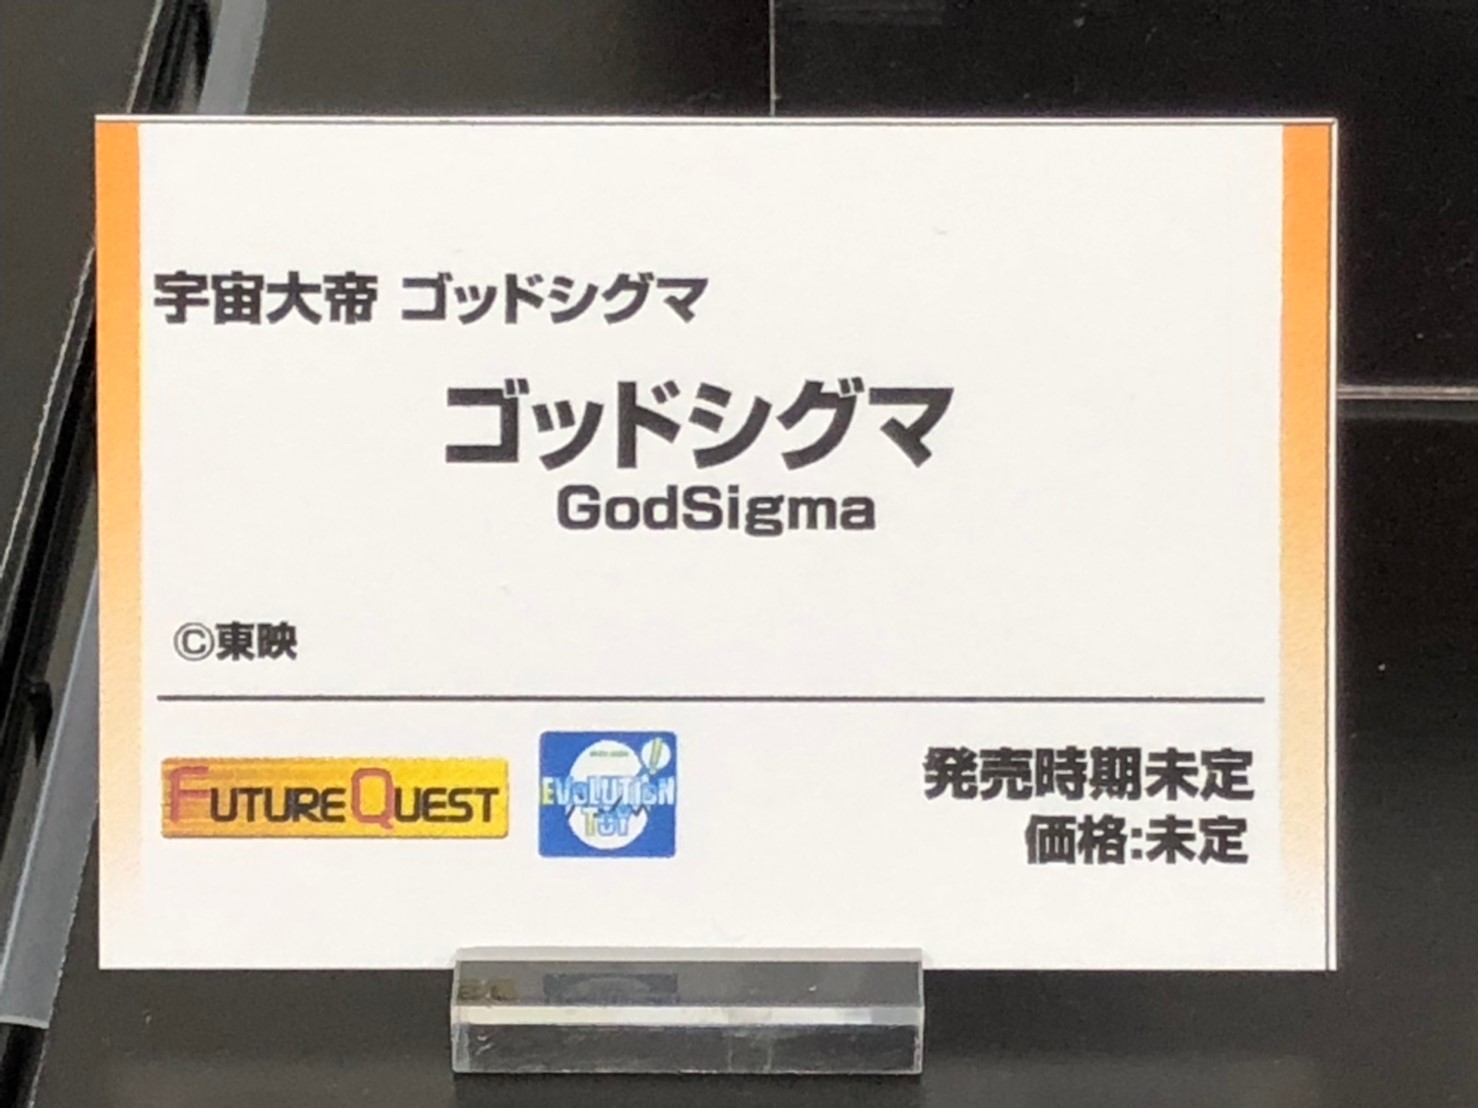 宇宙大帝 ゴッドシグマ
ゴッドシグマ
GodSigma
©東映
FUTURE QUEST
EVOLUTION
TOY
発売時期未定
価格:未定